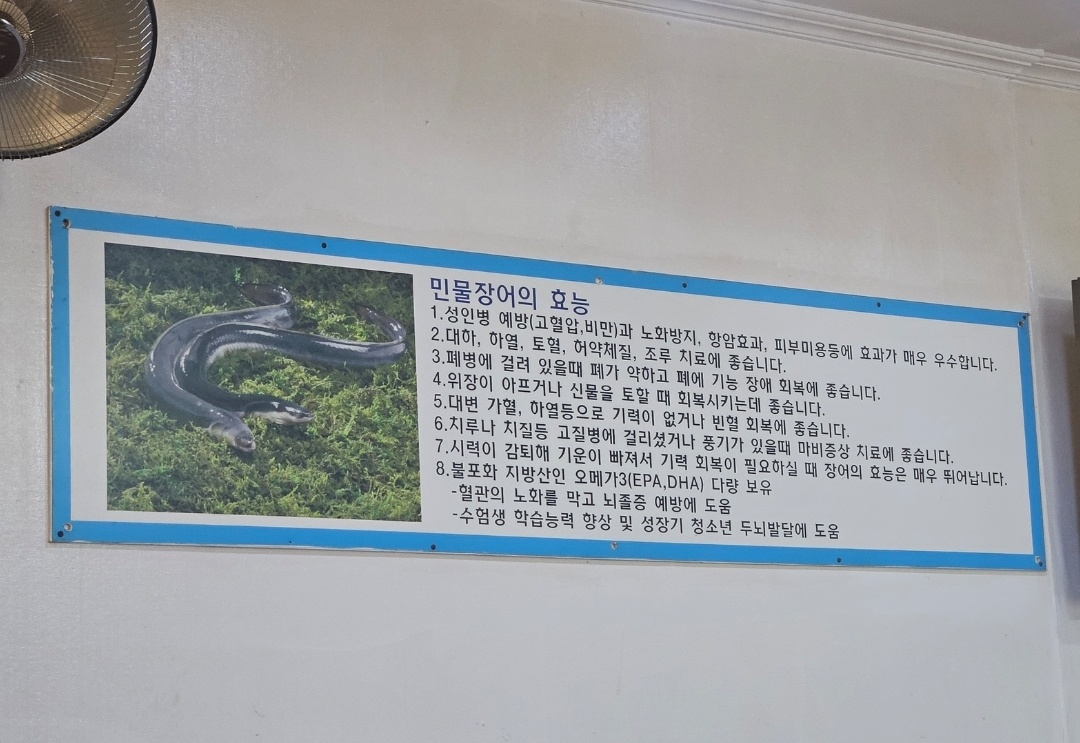 민물장어의 효능
1.성인병 예방(고혈압,비만)과 노화방지, 항암효과, 피부미용등에 효과가 매우 우수합니다.
2.대하, 하열, 토혈, 허약체질, 조루 치료에 좋습니다.
3.폐병에 걸려 있을때 폐가 약하고 폐에 기능 장애 회복에 좋습니다.
4.위장이 아프거나 신물을 토할 때 회복시키는데 좋습니다.
5.대변 가혈, 하열등으로 기력이 없거나 빈혈 회복에 좋습니다.
6.치루나 치질등 고질병에 걸리셨거나 풍기가 있을때 마비증상 치료에 좋습니다.
7.시력이 감퇴해 기운이 빠져서 기력 회복이 필요하실 때 장어의 효능은 매우 뛰어납니다.
8.불포화 지방산인 오메가3(EPA,DHA) 다량 보유
-혈관의 노화를 막고 뇌졸증 예방에 도움
-수험생 학습능력 향상 및 성장기 청소년 두뇌발달에 도움